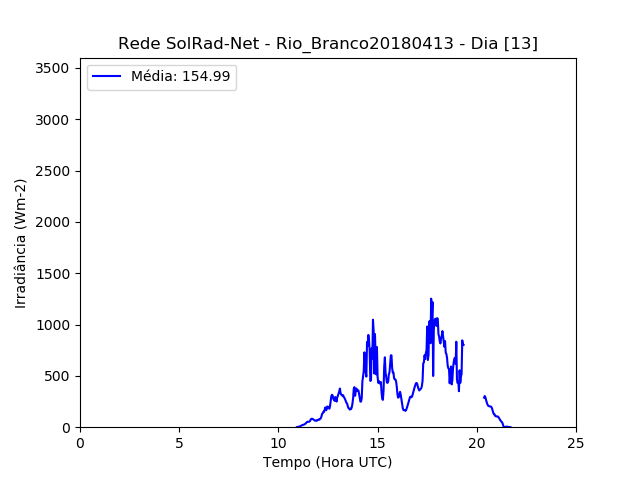 Rede SolRad-Net - Rio_Branco20180413 - Dia [13]
Média: 154.99
3500
3000
2500
2000
1500
1000
500
0
0 5 10 15 20 25
Irradiância (Wm-2)
Tempo (Hora UTC)